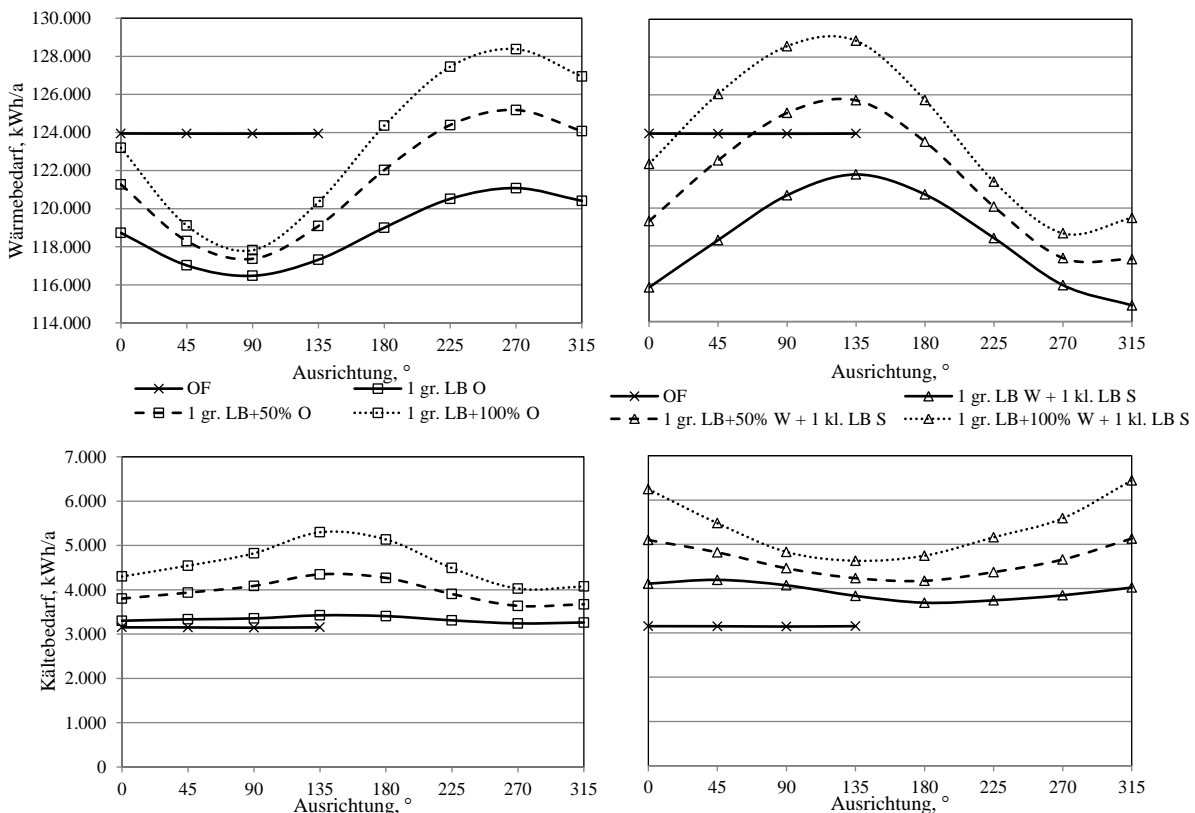 Wärmebedarf, kWh/a
130.000
128.000
126.000
124.000
122.000
120.000
118.000
116.000
114.000
0 45 90 135 180 225 270 315
Ausrichtung, °
OF
1 gr. LB O
1 gr. LB+50% O
1 gr. LB+100% O
0 45 90 135 180 225 270 315
Ausrichtung, °
OF
1 gr. LB W + 1 kl. LB S
1 gr. LB+50% W + 1 kl. LB S
1 gr. LB+100% W + 1 kl. LB S
Kältebedarf, kWh/a
7.000
6.000
5.000
4.000
3.000
2.000
1.000
0
0 45 90 135 180 225 270 315
Ausrichtung, °
0 45 90 135 180 225 270 315
Ausrichtung, °